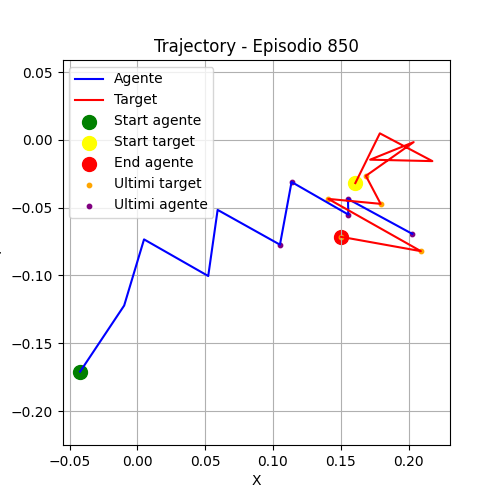 Trajectory - Episodio 850
Agente
Target
Start agente
Start target
End agente
Ultimi target
Ultimi agente
0.05
0.00
−0.05
−0.10
−0.15
−0.20
−0.05
0.00
0.05
0.10
0.15
0.20
X